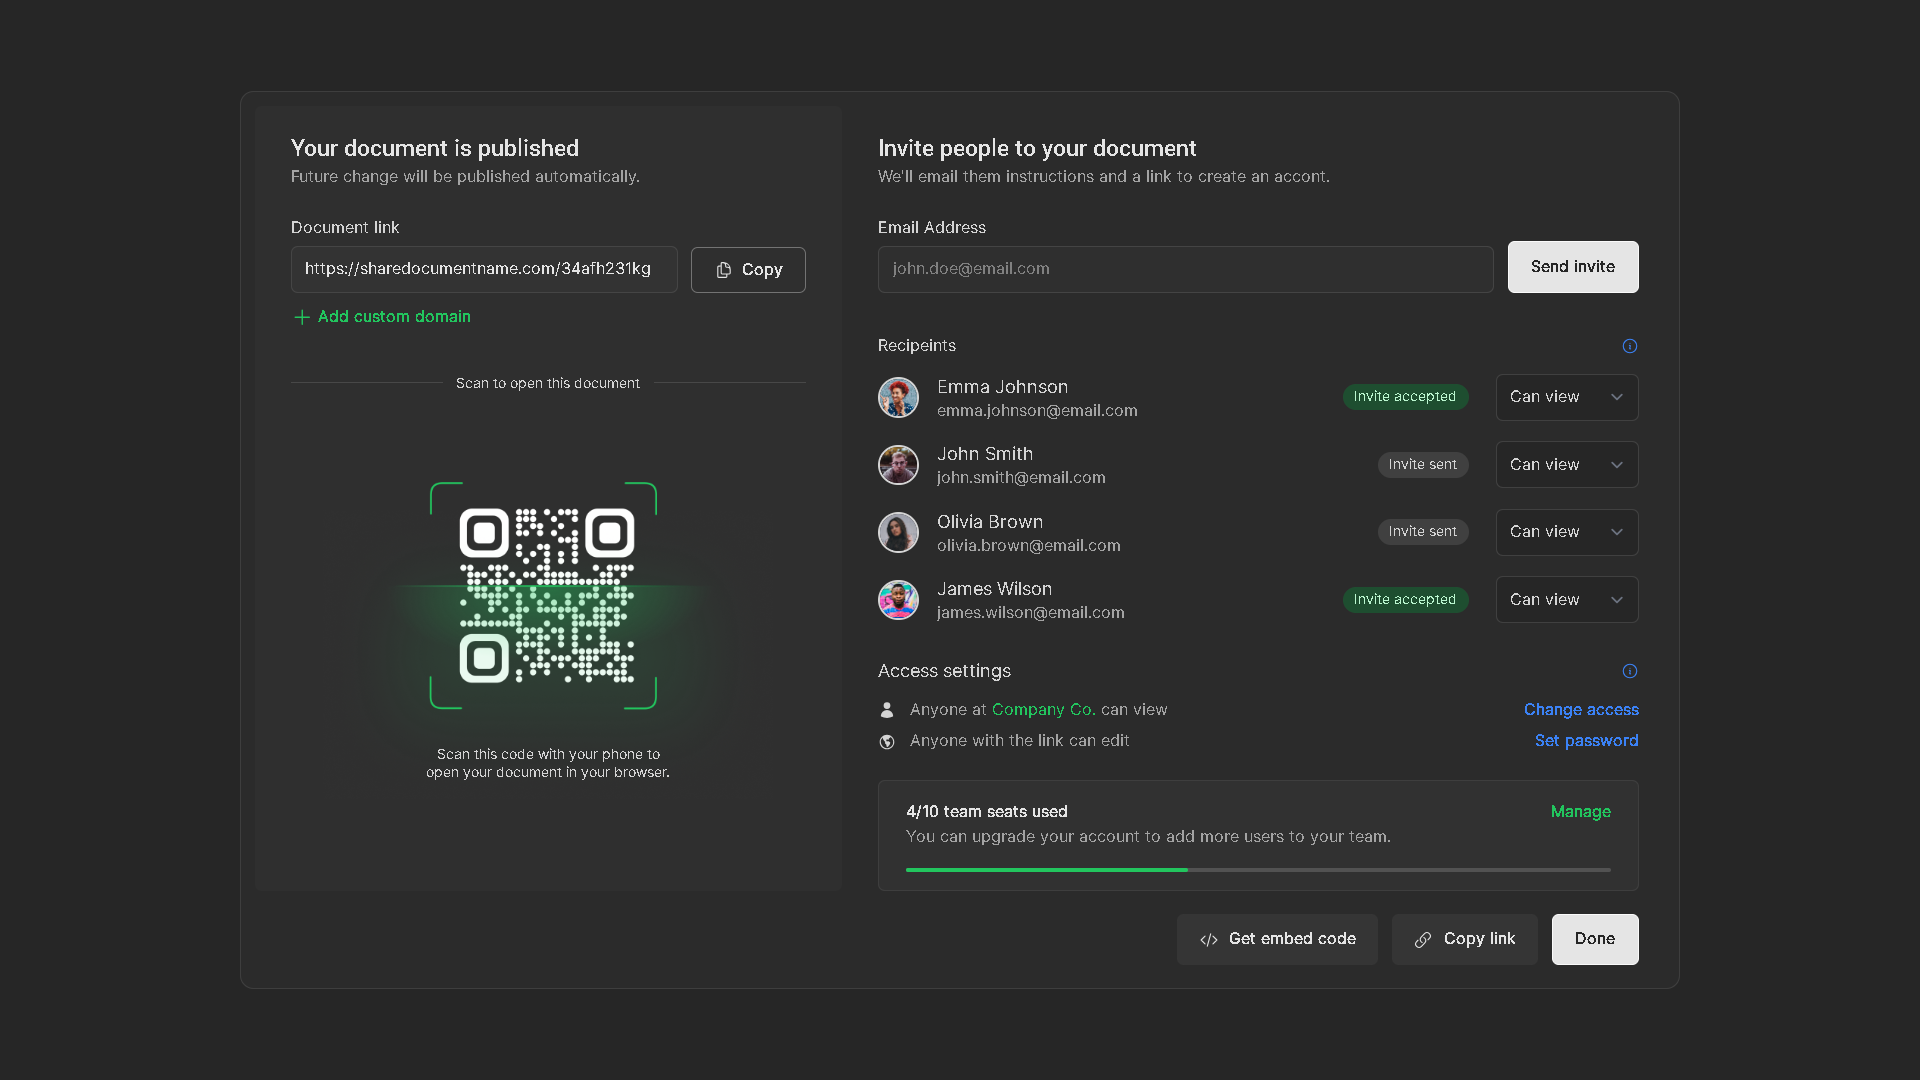 Your document is published
Future change will be published automatically.
Document link
https://sharedocumentname.com/34afh231kg
Copy
Add custom domain
Scan to open this document
Scan this code with your phone to
open your document in your browser.
Invite people to your document
We'll email them instructions and a link to create an accont.
Email Address
john.doe@email.com
Send invite
Recipeints
Emma Johnson
emma.johnson@email.com
Invite accepted
Can view
John Smith
john.smith@email.com
Invite sent
Can view
Olivia Brown
olivia.brown@email.com
Invite sent
Can view
James Wilson
james.wilson@email.com
Invite accepted
Can view
Access settings
Anyone at Company Co. can view
Change access
Anyone with the link can edit
Set password
4/10 team seats used
Manage
You can upgrade your account to add more users to your team.
Get embed code
Copy link
Done